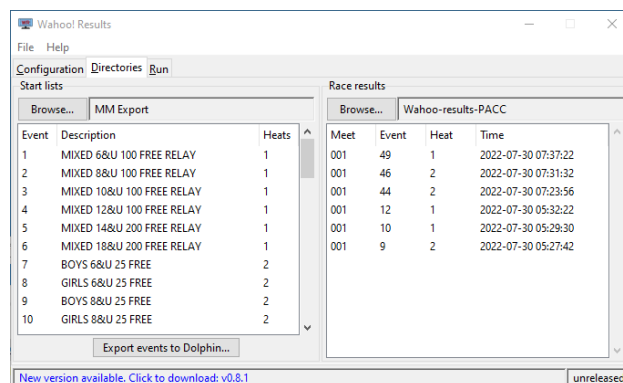 Wahoo! Results
File Help
Configuration Directories Run
Start lists
Browse... MM Export
Event Description Heats
1 MIXED 6&U 100 FREE RELAY 1
2 MIXED 8&U 100 FREE RELAY 1
3 MIXED 10&U 100 FREE RELAY 1
4 MIXED 12&U 100 FREE RELAY 1
5 MIXED 14&U 200 FREE RELAY 1
6 MIXED 18&U 200 FREE RELAY 1
7 BOYS 6&U 25 FREE 2
8 GIRLS 6&U 25 FREE 2
9 BOYS 8&U 25 FREE 2
10 GIRLS 8&U 25 FREE 2
Export events to Dolphin...
Race results
Browse... Wahoo-results-PACC
Meet Event Heat Time
001 49 1 2022-07-30 07:37:22
001 46 2 2022-07-30 07:31:32
001 44 2 2022-07-30 07:23:56
001 12 1 2022-07-30 05:32:22
001 10 1 2022-07-30 05:29:30
001 9 2 2022-07-30 05:27:42
New version available. Click to download: v0.8.1
unreleased